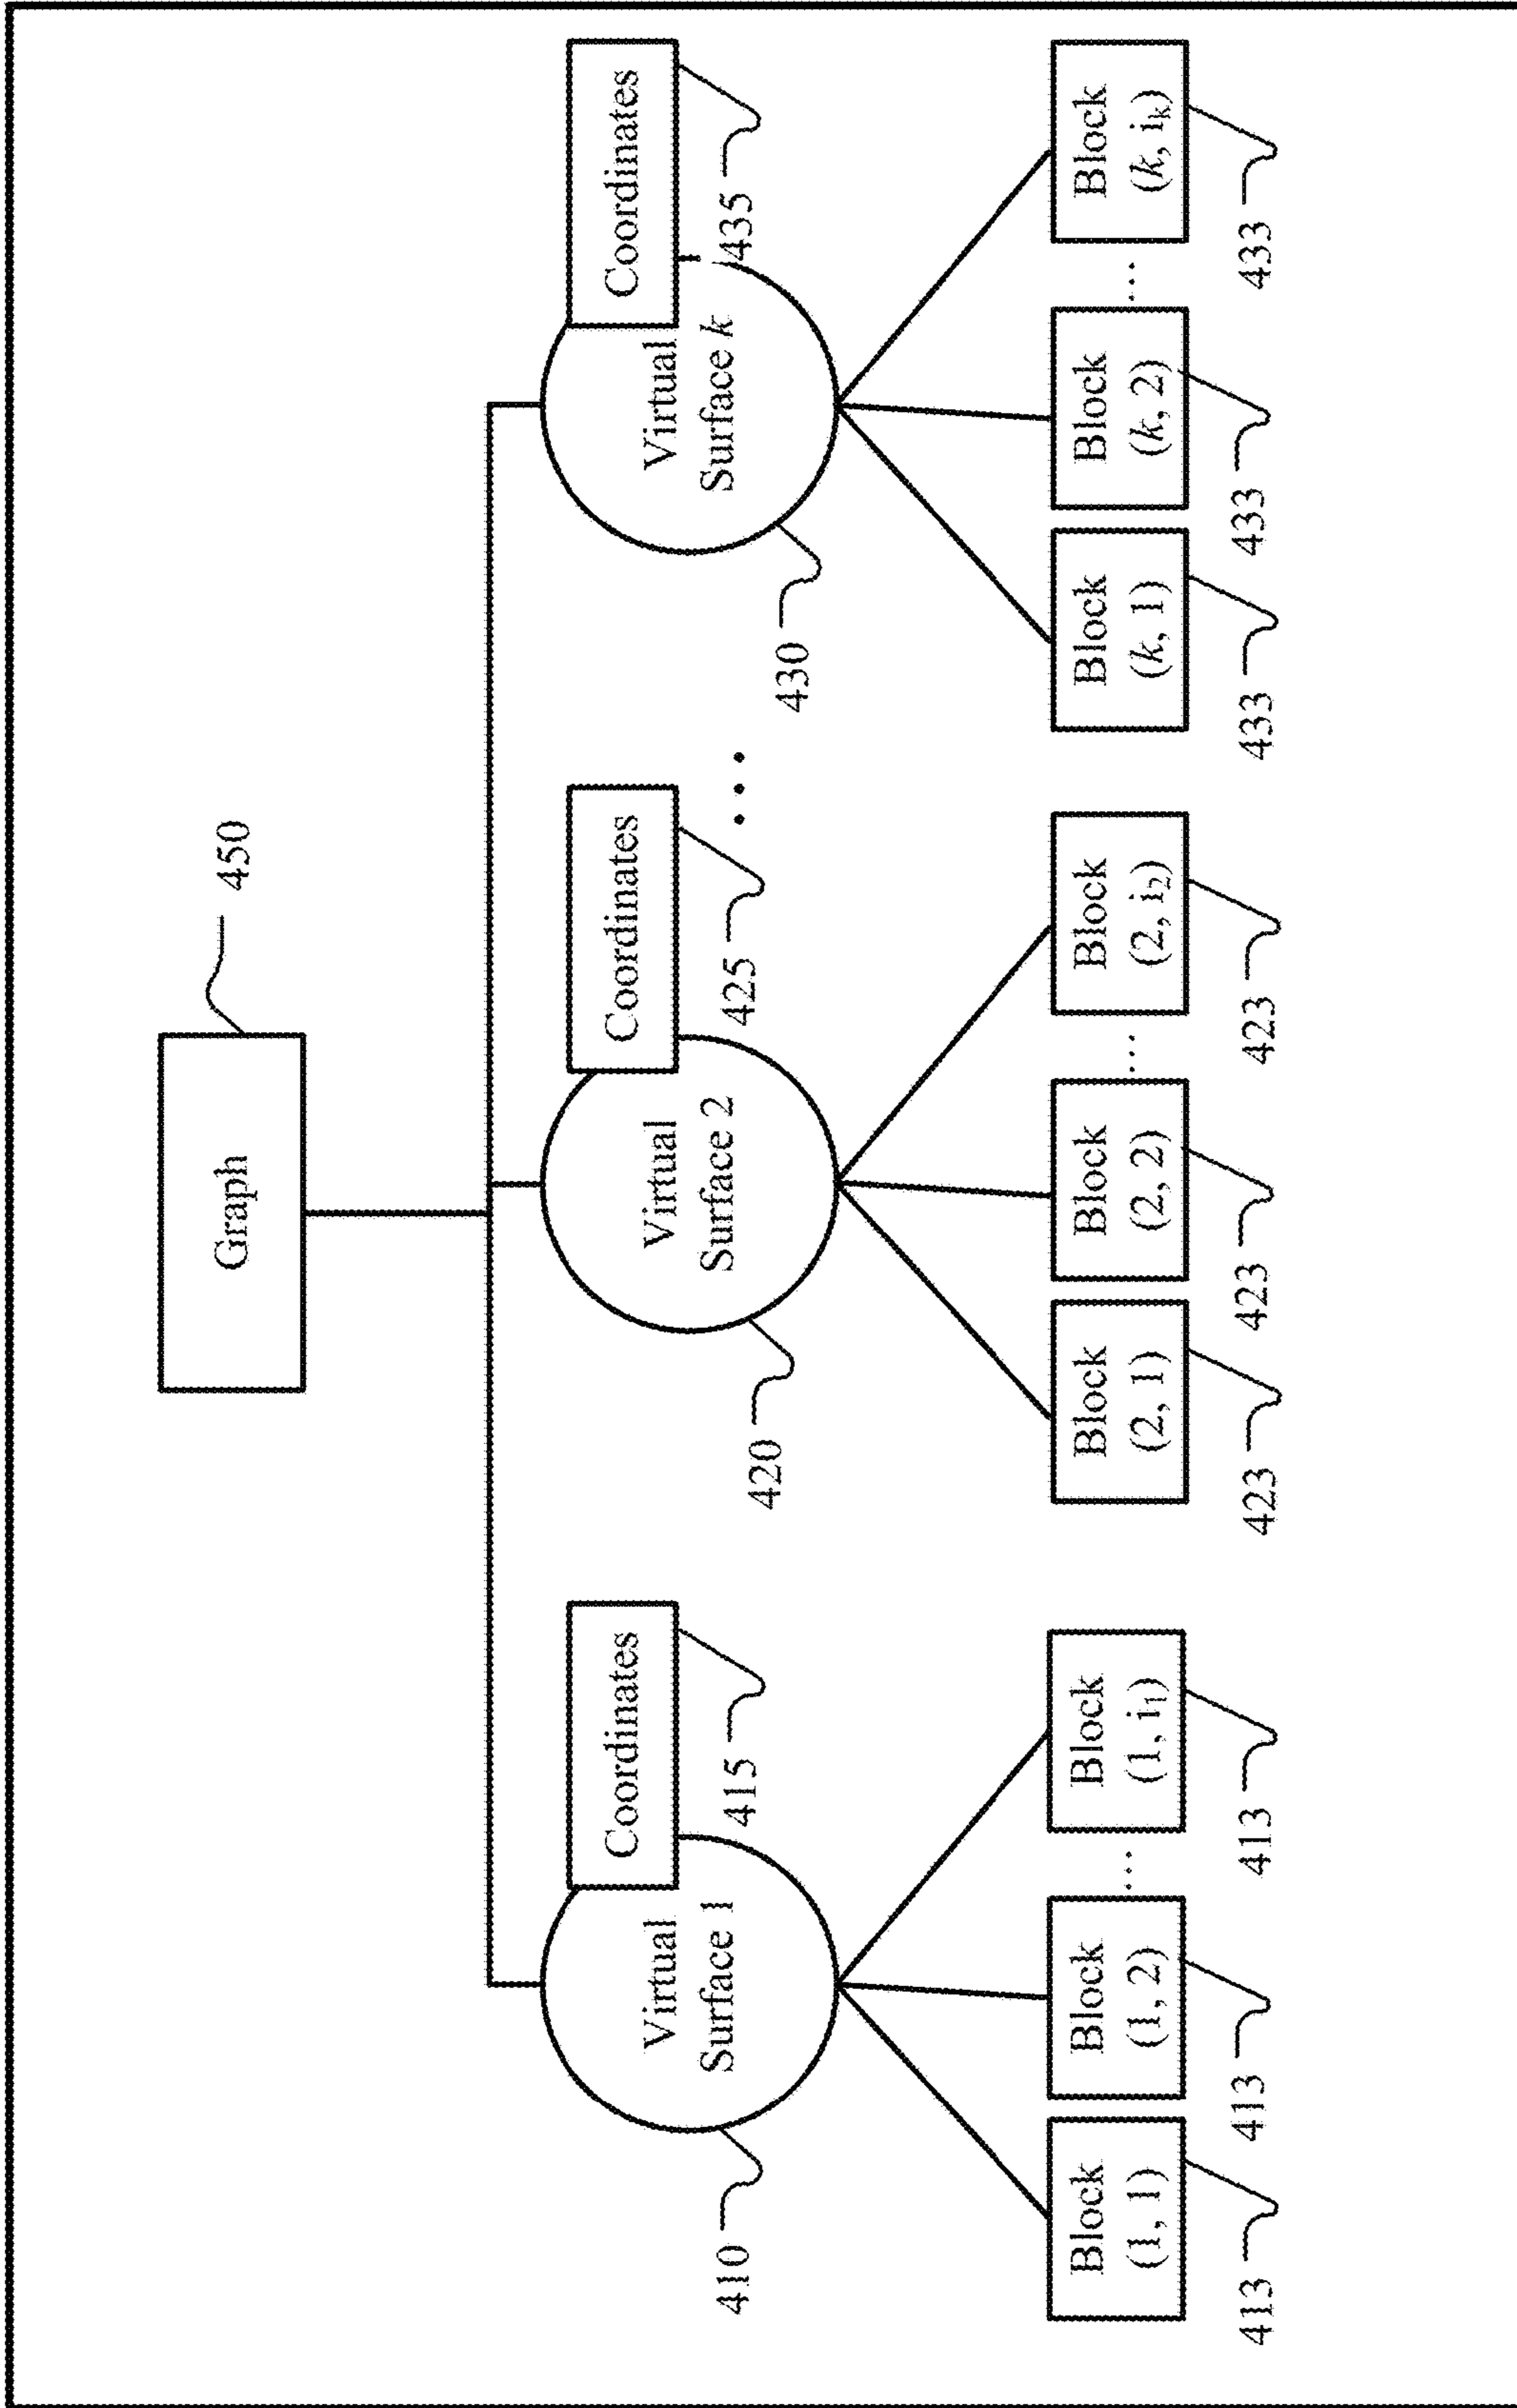 450
Graph
Coordinates
Virtual
Surface 1
415
410
Coordinates
Virtual
Surface 2
425
420
...
Coordinates
Virtual
Surface k
435
430
Block
(1, 1)
Block
(1, 2)
...
Block
(1, i₁)
413
413
413
Block
(2, 1)
Block
(2, 2)
...
Block
(2, i₂)
423
423
423
Block
(k, 1)
Block
(k, 2)
...
Block
(k, iₖ)
433
433
433